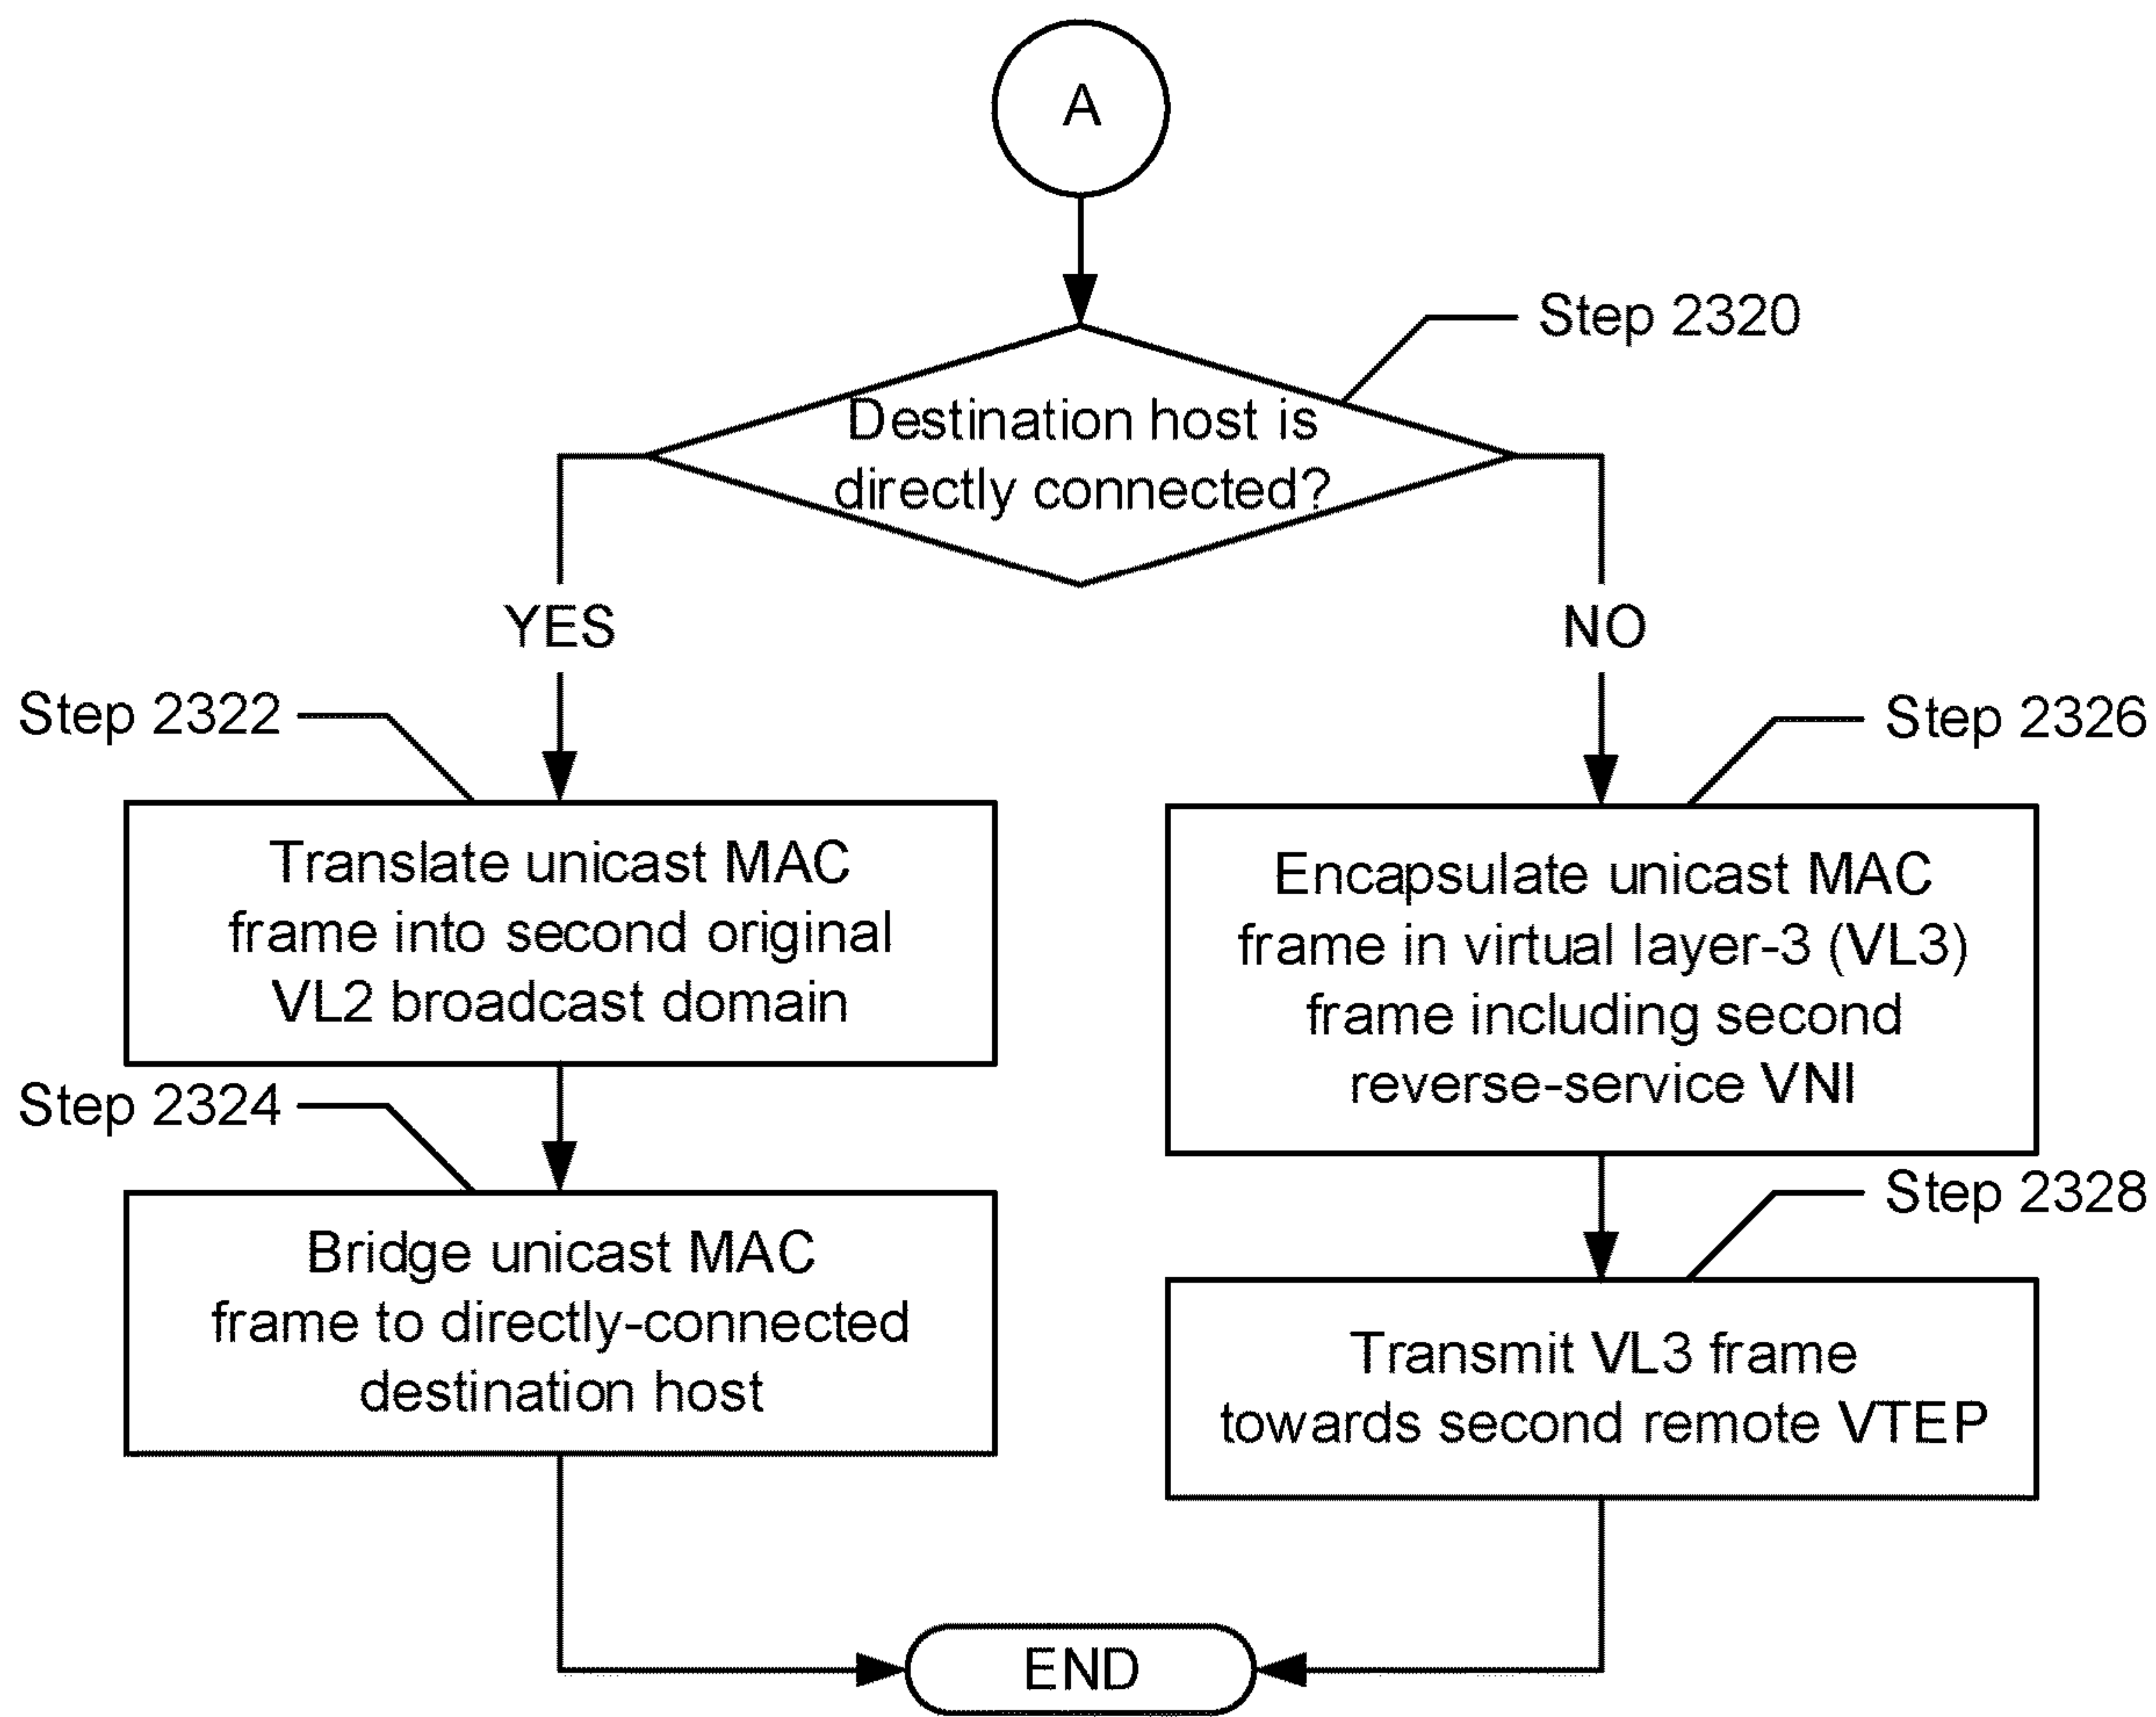 A
Step 2320
Destination host is
directly connected?
YES
NO
Step 2322
Step 2326
Translate unicast MAC
frame into second original
VL2 broadcast domain
Encapsulate unicast MAC
frame in virtual layer-3 (VL3)
frame including second
reverse-service VNI
Step 2324
Step 2328
Bridge unicast MAC
frame to directly-connected
destination host
Transmit VL3 frame
towards second remote VTEP
END